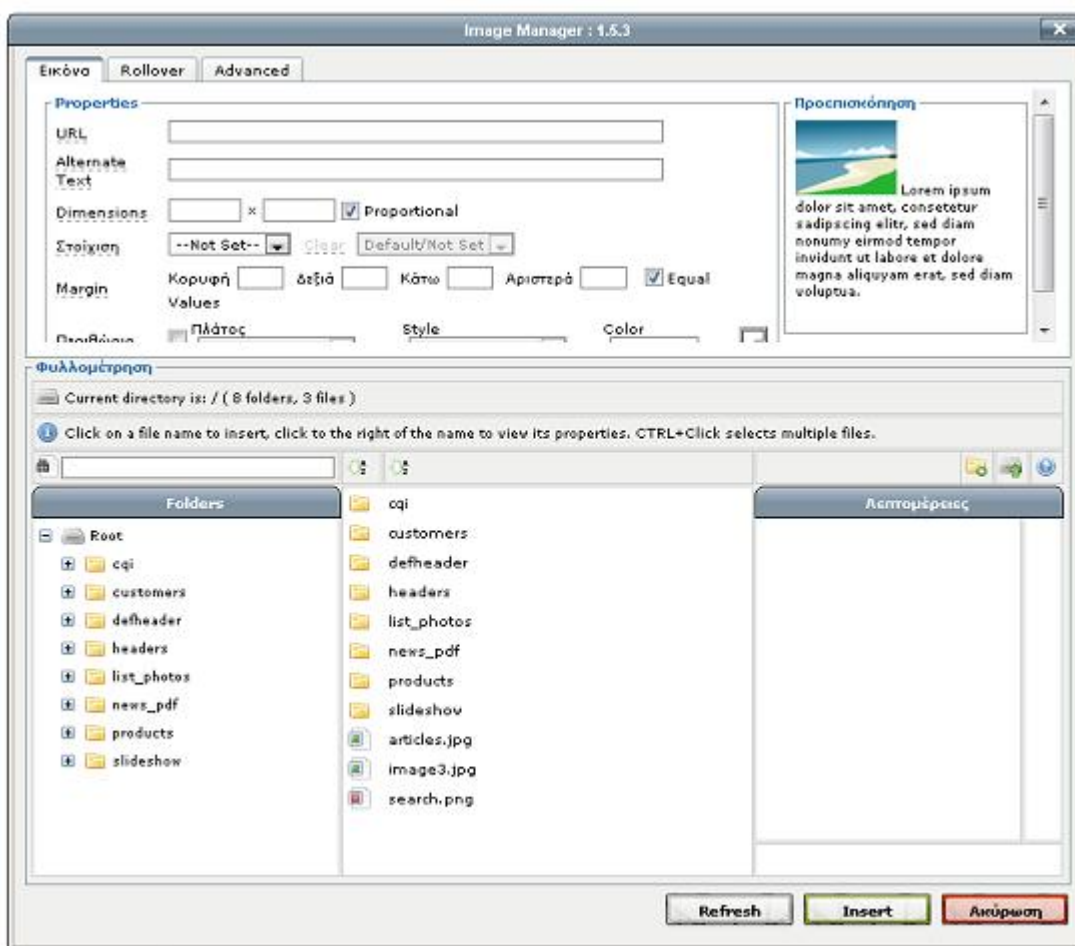 Image Manager : 1.5.3
Εικόνα Rollover Advanced
Properties
URL
Alternate
Text
Dimensions × Proportional
Στοίχιση --Not Set-- Clear Default/Not Set
Margin Κορυφή Δεξιά Κάτω Αριστερά Equal
Values
Πλάτος Style Color
Προεπισκόπηση
Lorem ipsum
dolor sit amet, consetetur
sadipscing elitr, sed diam
nonumy eirmod tempor
invidunt ut labore et dolore
magna aliquyam erat, sed diam
voluptua.
Φυλλομέτρηση
Current directory is: / ( 8 folders, 3 files )
Click on a file name to insert, click to the right of the name to view its properties. CTRL+Click selects multiple files.
Folders
Root
cgi
customers
defheader
headers
list_photos
news_pdf
products
slideshow
cgi
customers
defheader
headers
list_photos
news_pdf
products
slideshow
articles.jpg
image3.jpg
search.png
Λεπτομέρειες
Refresh Insert Ακύρωση